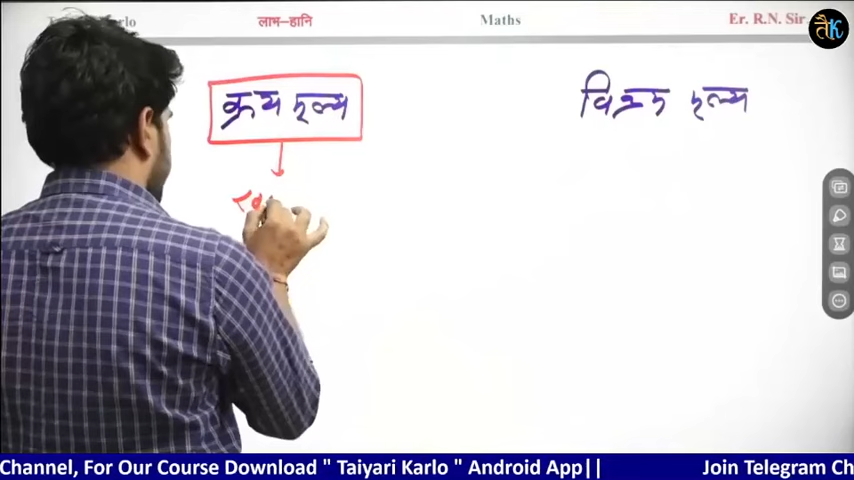 लाभ–हानि Maths Er. R.N. Sir
तैK
क्रय मूल्य विक्रय मूल्य
Channel, For Our Course Download " Taiyari Karlo " Android App|| Join Telegram Ch